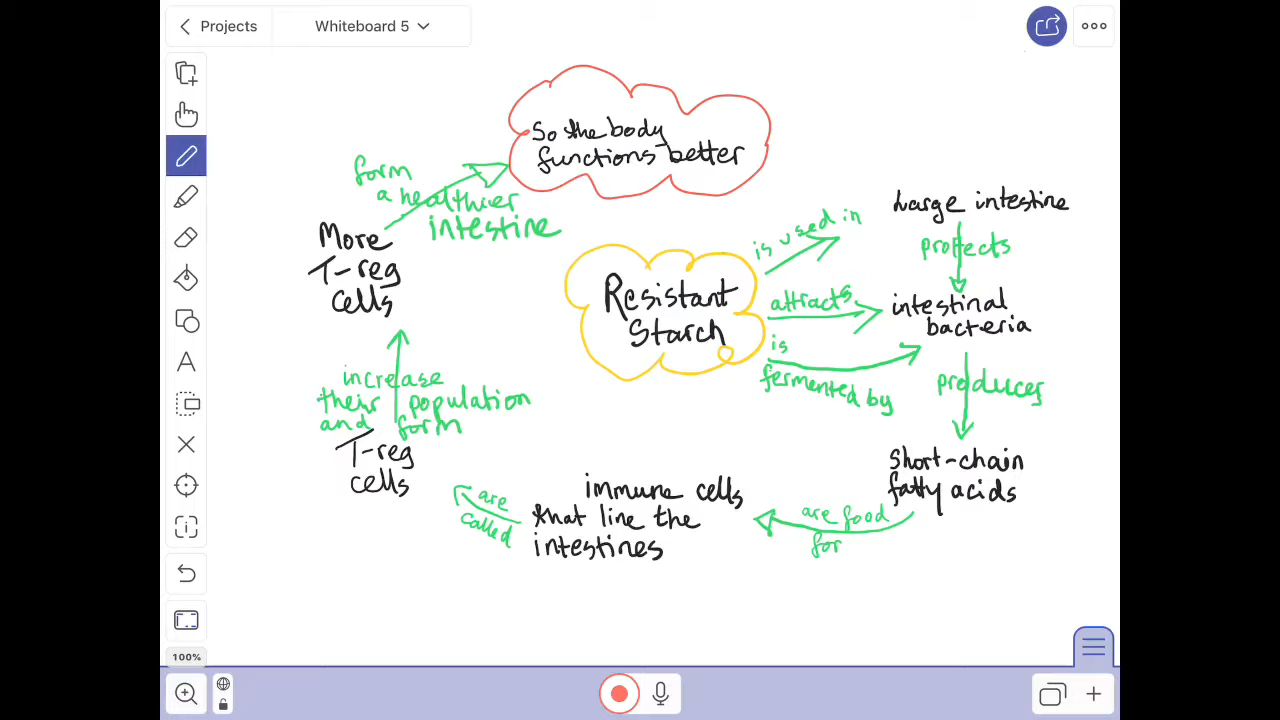 Projects
Whiteboard 5
So the body
functions better
form
a healthier
intestine
More
T-reg
cells
increase
their population
and form
T-reg
cells
Resistant
Starch
is used in
attracts
is
fermented by
Large intestine
protects
intestinal
bacteria
produces
Short-chain
fatty acids
are food
for
immune cells
that line the
intestines
are
called
A
100%